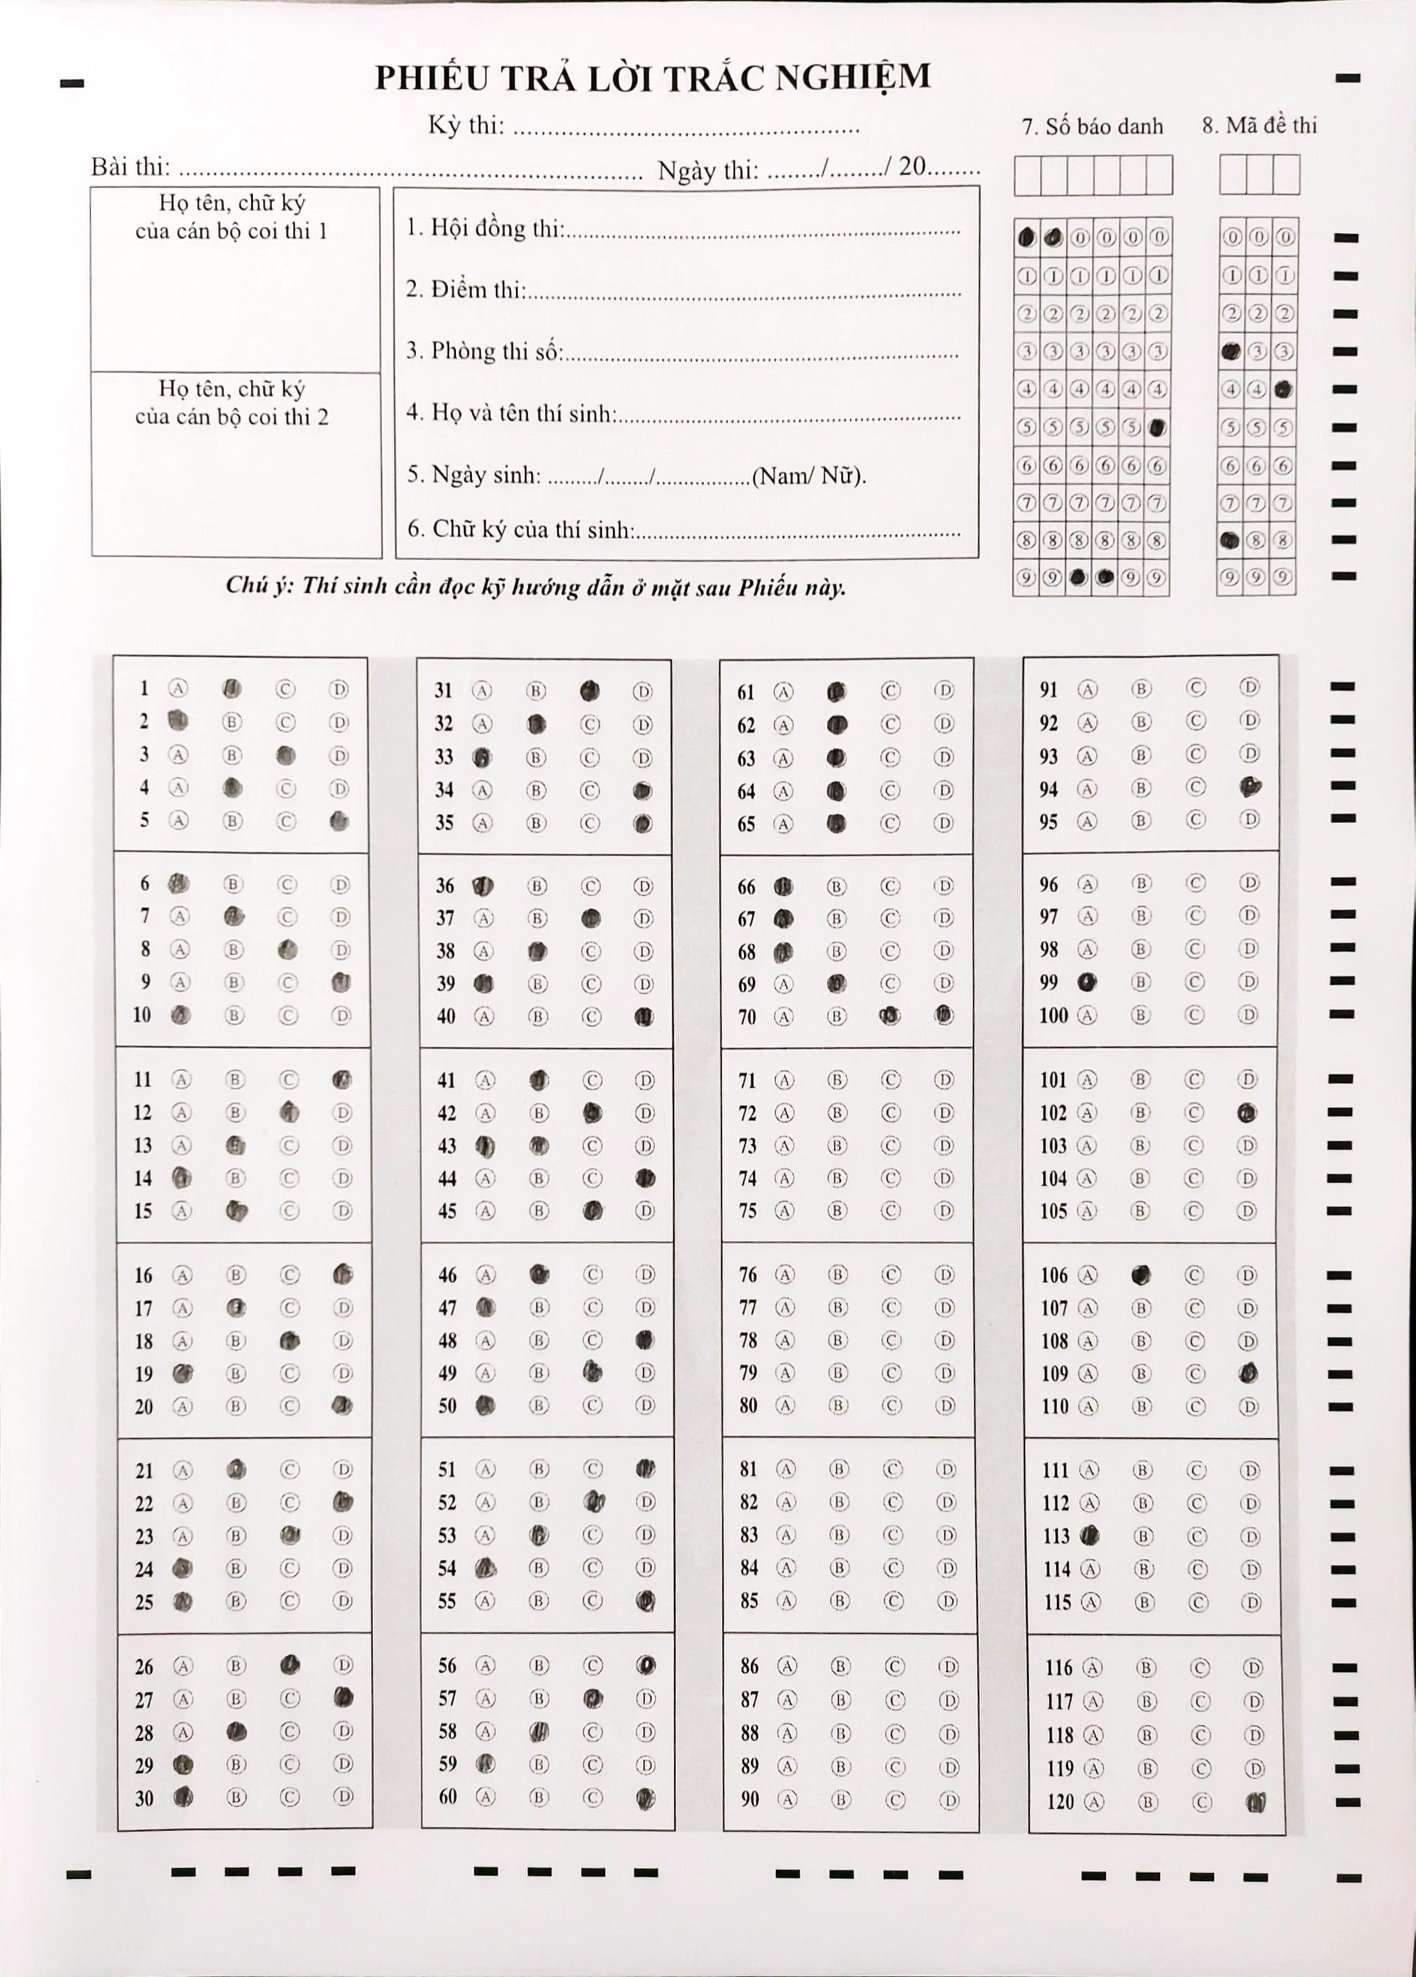 PHIẾU TRẢ LỜI TRẮC NGHIỆM
Kỳ thi: ....................................................
Bài thi: ..................................................................... Ngày thi: ......../......../ 20........
Họ tên, chữ ký
của cán bộ coi thi 1
Họ tên, chữ ký
của cán bộ coi thi 2
1. Hội đồng thi:............................................................
2. Điểm thi:..................................................................
3. Phòng thi số:............................................................
4. Họ và tên thí sinh:....................................................
5. Ngày sinh: ......../......./.................(Nam/ Nữ).
6. Chữ ký của thí sinh:.................................................
7. Số báo danh
0 0 0 0
1 1 1 1 1 1
2 2 2 2 2 2
3 3 3 3 3 3
4 4 4 4 4 4
5 5 5 5 5
6 6 6 6 6 6
7 7 7 7 7 7
8 8 8 8 8 8
9 9 9 9
8. Mã đề thi
0 0 0
1 1 1
2 2 2
3 3
4 4
5 5 5
6 6 6
7 7 7
8 8
9 9 9
Chú ý: Thí sinh cần đọc kỹ hướng dẫn ở mặt sau Phiếu này.
1 A C D
2 B C D
3 A B D
4 A C D
5 A B C
6 B C D
7 A C D
8 A B D
9 A B C
10 B C D
11 A B C
12 A B D
13 A C D
14 B C D
15 A C D
16 A B C
17 A C D
18 A B D
19 B C D
20 A B C
21 A C D
22 A B C
23 A B D
24 B C D
25 B C D
26 A B D
27 A B C
28 A C D
29 B C D
30 B C D
31 A B D
32 A C D
33 B C D
34 A B C
35 A B C
36 B C D
37 A B D
38 A C D
39 B C D
40 A B C
41 A C D
42 A B D
43 C D
44 A B C
45 A B D
46 A C D
47 B C D
48 A B C
49 A B D
50 B C D
51 A B C
52 A B D
53 A C D
54 B C D
55 A B C
56 A B C
57 A B D
58 A C D
59 B C D
60 A B C
61 A C D
62 A C D
63 A C D
64 A C D
65 A C D
66 B C D
67 B C D
68 B C D
69 A C D
70 A B
71 A B C D
72 A B C D
73 A B C D
74 A B C D
75 A B C D
76 A B C D
77 A B C D
78 A B C D
79 A B C D
80 A B C D
81 A B C D
82 A B C D
83 A B C D
84 A B C D
85 A B C D
86 A B C D
87 A B C D
88 A B C D
89 A B C D
90 A B C D
91 A B C D
92 A B C D
93 A B C D
94 A B C
95 A B C D
96 A B C D
97 A B C D
98 A B C D
99 B C D
100 A B C D
101 A B C D
102 A B C
103 A B C D
104 A B C D
105 A B C D
106 A C D
107 A B C D
108 A B C D
109 A B C
110 A B C D
111 A B C D
112 A B C D
113 B C D
114 A B C D
115 A B C D
116 A B C D
117 A B C D
118 A B C D
119 A B C D
120 A B C